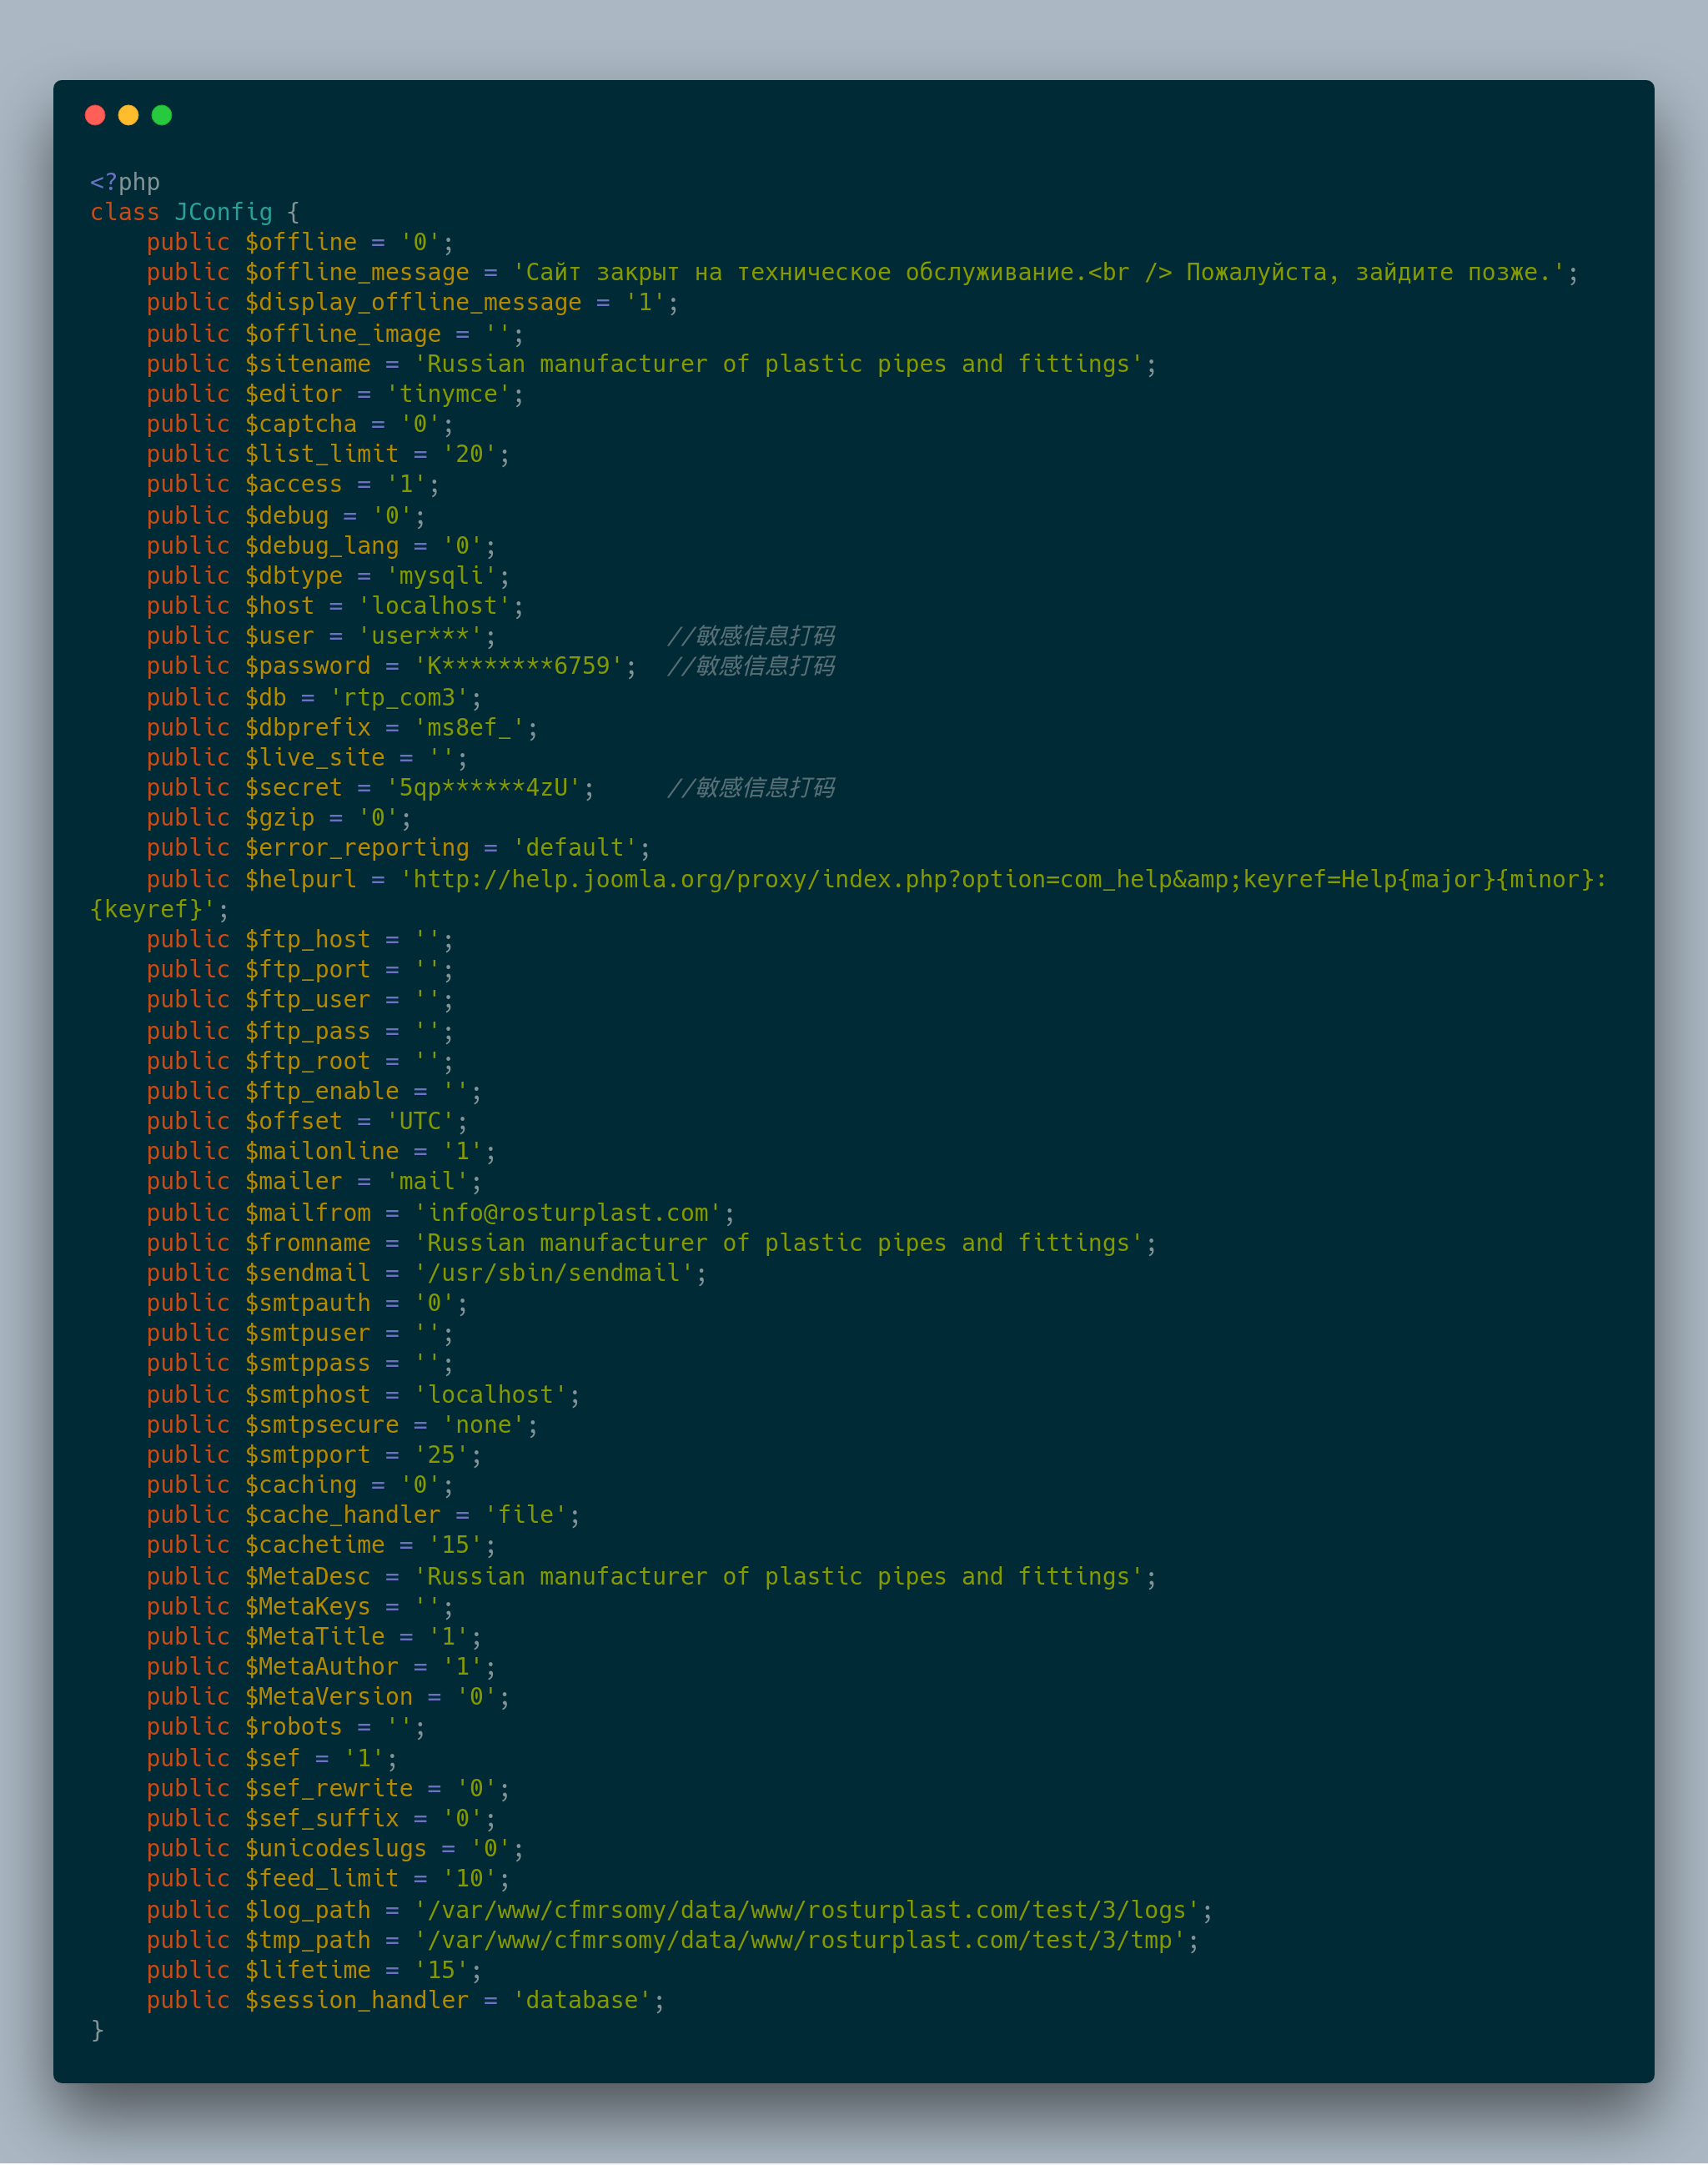 <?php
class JConfig {
    public $offline = '0';
    public $offline_message = 'Сайт закрыт на техническое обслуживание.<br /> Пожалуйста, зайдите позже.';
    public $display_offline_message = '1';
    public $offline_image = '';
    public $sitename = 'Russian manufacturer of plastic pipes and fittings';
    public $editor = 'tinymce';
    public $captcha = '0';
    public $list_limit = '20';
    public $access = '1';
    public $debug = '0';
    public $debug_lang = '0';
    public $dbtype = 'mysqli';
    public $host = 'localhost';
    public $user = 'user***';            //敏感信息打码
    public $password = 'K********6759';  //敏感信息打码
    public $db = 'rtp_com3';
    public $dbprefix = 'ms8ef_';
    public $live_site = '';
    public $secret = '5qp******4zU';     //敏感信息打码
    public $gzip = '0';
    public $error_reporting = 'default';
    public $helpurl = 'http://help.joomla.org/proxy/index.php?option=com_help&amp;keyref=Help{major}{minor}:
{keyref}';
    public $ftp_host = '';
    public $ftp_port = '';
    public $ftp_user = '';
    public $ftp_pass = '';
    public $ftp_root = '';
    public $ftp_enable = '';
    public $offset = 'UTC';
    public $mailonline = '1';
    public $mailer = 'mail';
    public $mailfrom = 'info@rosturplast.com';
    public $fromname = 'Russian manufacturer of plastic pipes and fittings';
    public $sendmail = '/usr/sbin/sendmail';
    public $smtpauth = '0';
    public $smtpuser = '';
    public $smtppass = '';
    public $smtphost = 'localhost';
    public $smtpsecure = 'none';
    public $smtpport = '25';
    public $caching = '0';
    public $cache_handler = 'file';
    public $cachetime = '15';
    public $MetaDesc = 'Russian manufacturer of plastic pipes and fittings';
    public $MetaKeys = '';
    public $MetaTitle = '1';
    public $MetaAuthor = '1';
    public $MetaVersion = '0';
    public $robots = '';
    public $sef = '1';
    public $sef_rewrite = '0';
    public $sef_suffix = '0';
    public $unicodeslugs = '0';
    public $feed_limit = '10';
    public $log_path = '/var/www/cfmrsomy/data/www/rosturplast.com/test/3/logs';
    public $tmp_path = '/var/www/cfmrsomy/data/www/rosturplast.com/test/3/tmp';
    public $lifetime = '15';
    public $session_handler = 'database';
}